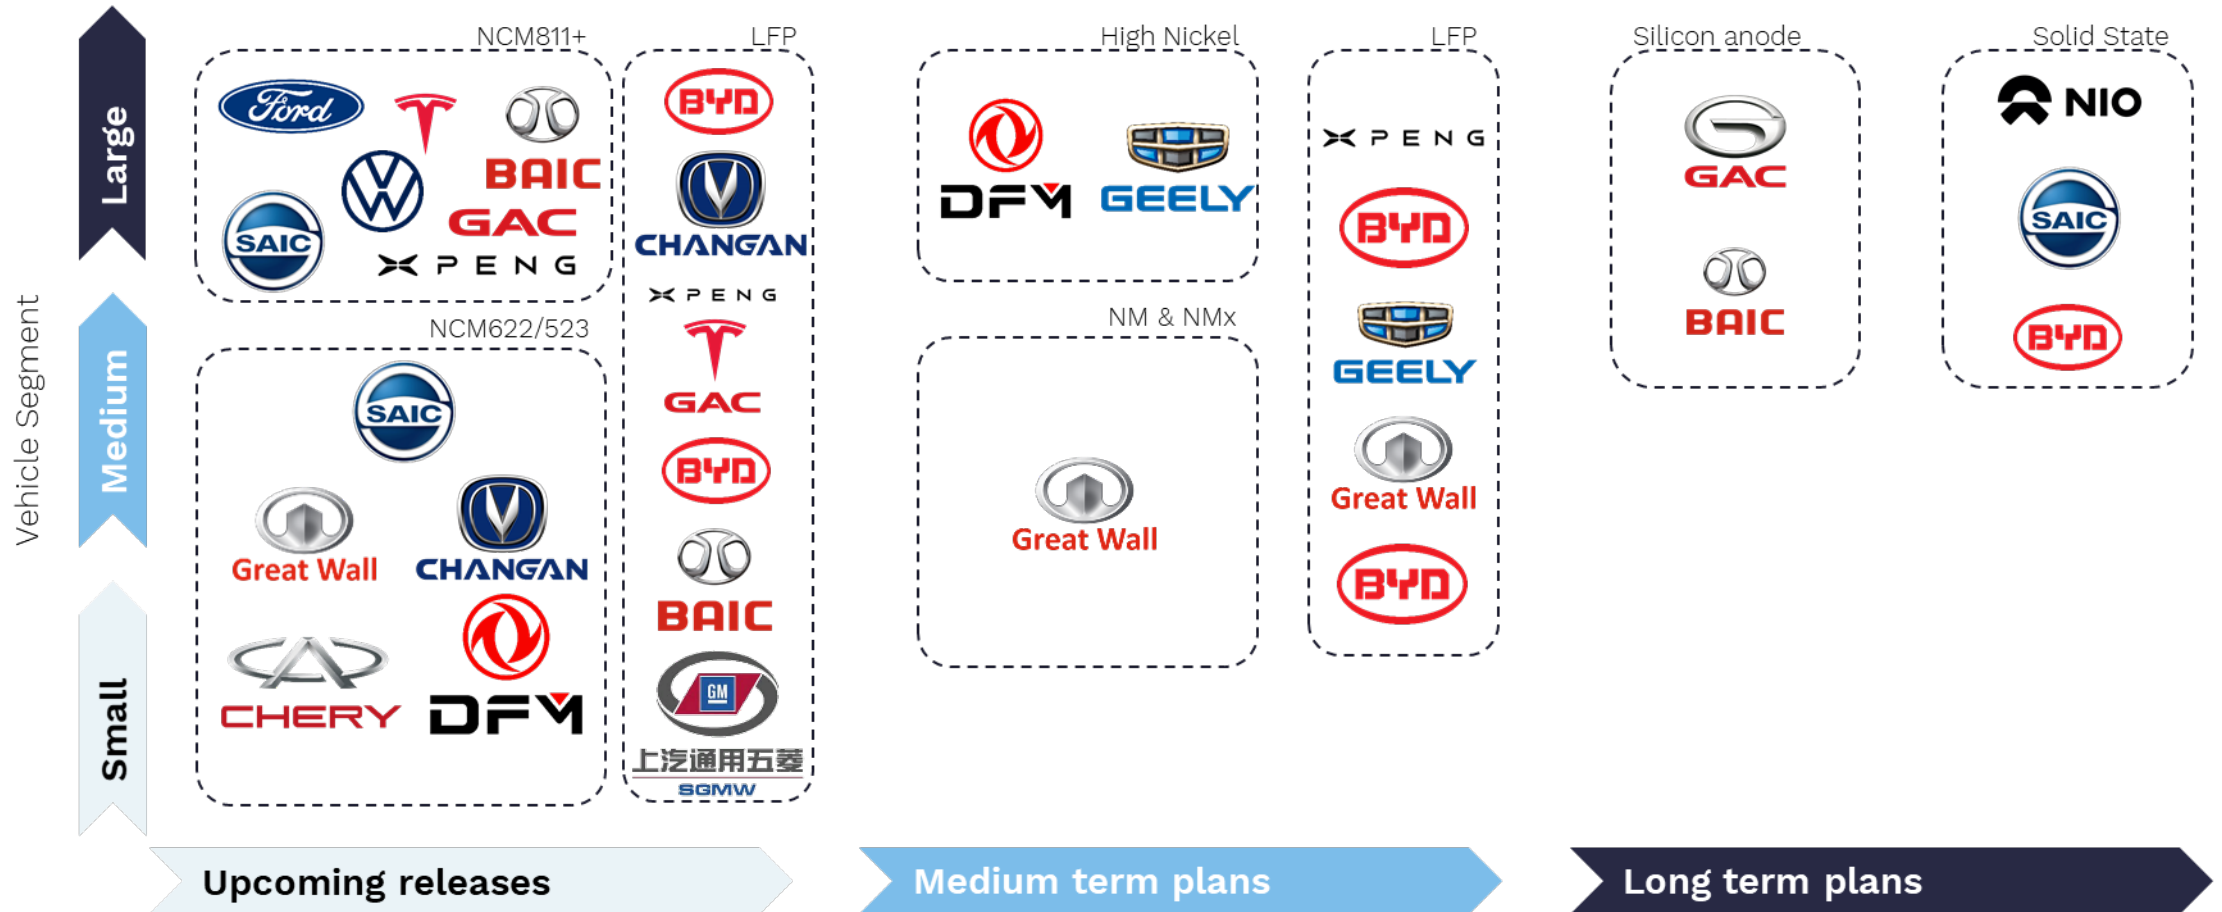 Vehicle Segment
Large
Medium
Small
NCM811+
Ford
BAIC
SAIC
GAC
XPENG
NCM622/523
SAIC
Great Wall
CHANGAN
CHERY
DFM
LFP
BYD
CHANGAN
XPENG
GAC
BYD
BAIC
GM
上汽通用五菱
SGMW
High Nickel
DFM
GEELY
NM & NMx
Great Wall
LFP
XPENG
BYD
GEELY
Great Wall
BYD
Silicon anode
GAC
BAIC
Solid State
NIO
SAIC
BYD
Upcoming releases
Medium term plans
Long term plans